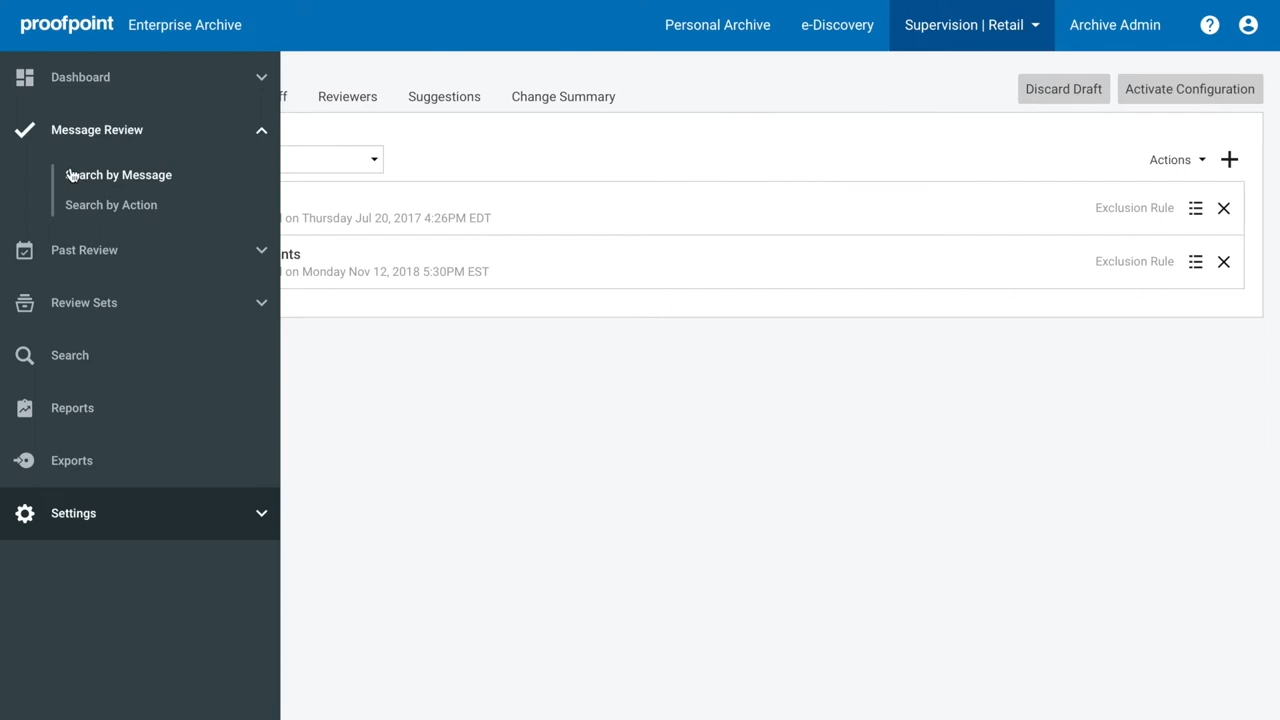 proofpoint Enterprise Archive Personal Archive e-Discovery Supervision | Retail Archive Admin
Dashboard
Reviewers Suggestions Change Summary Discard Draft Activate Configuration
Message Review
Actions
Search by Message
Search by Action
on Thursday Jul 20, 2017 4:26PM EDT Exclusion Rule
Past Review
nts
on Monday Nov 12, 2018 5:30PM EST Exclusion Rule
Review Sets
Search
Reports
Exports
Settings